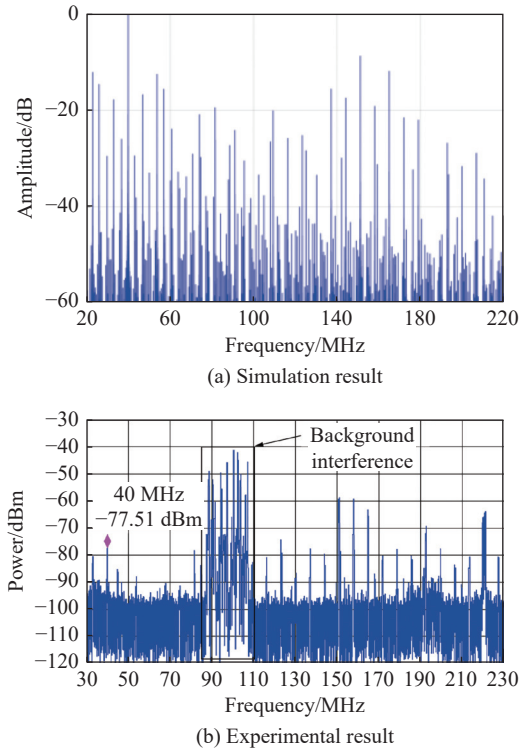 0
−20
−40
−60
Amplitude/dB
20 60 100 140 180 220
Frequency/MHz
(a) Simulation result
−30
−40
−50
−60
−70
−80
−90
−100
−110
−120
Power/dBm
Background
interference
40 MHz
−77.51 dBm
30 50 70 90 110 130 150 170 190 210 230
Frequency/MHz
(b) Experimental result